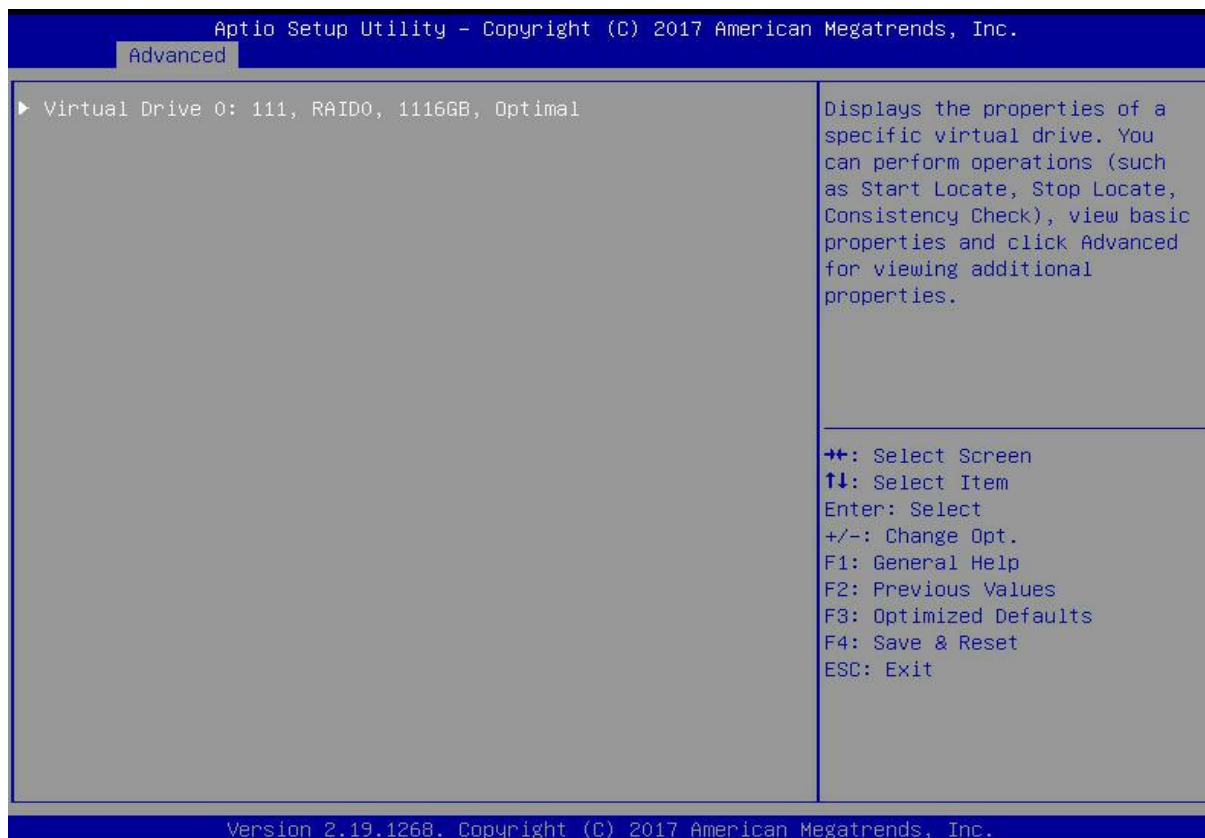 Aptio Setup Utility – Copyright (C) 2017 American Megatrends, Inc.
Advanced
▶ Virtual Drive 0: 111, RAID0, 1116GB, Optimal
Displays the properties of a
specific virtual drive. You
can perform operations (such
as Start Locate, Stop Locate,
Consistency Check), view basic
properties and click Advanced
for viewing additional
properties.
→←: Select Screen
↑↓: Select Item
Enter: Select
+/-: Change Opt.
F1: General Help
F2: Previous Values
F3: Optimized Defaults
F4: Save & Reset
ESC: Exit
Version 2.19.1268. Copyright (C) 2017 American Megatrends, Inc.